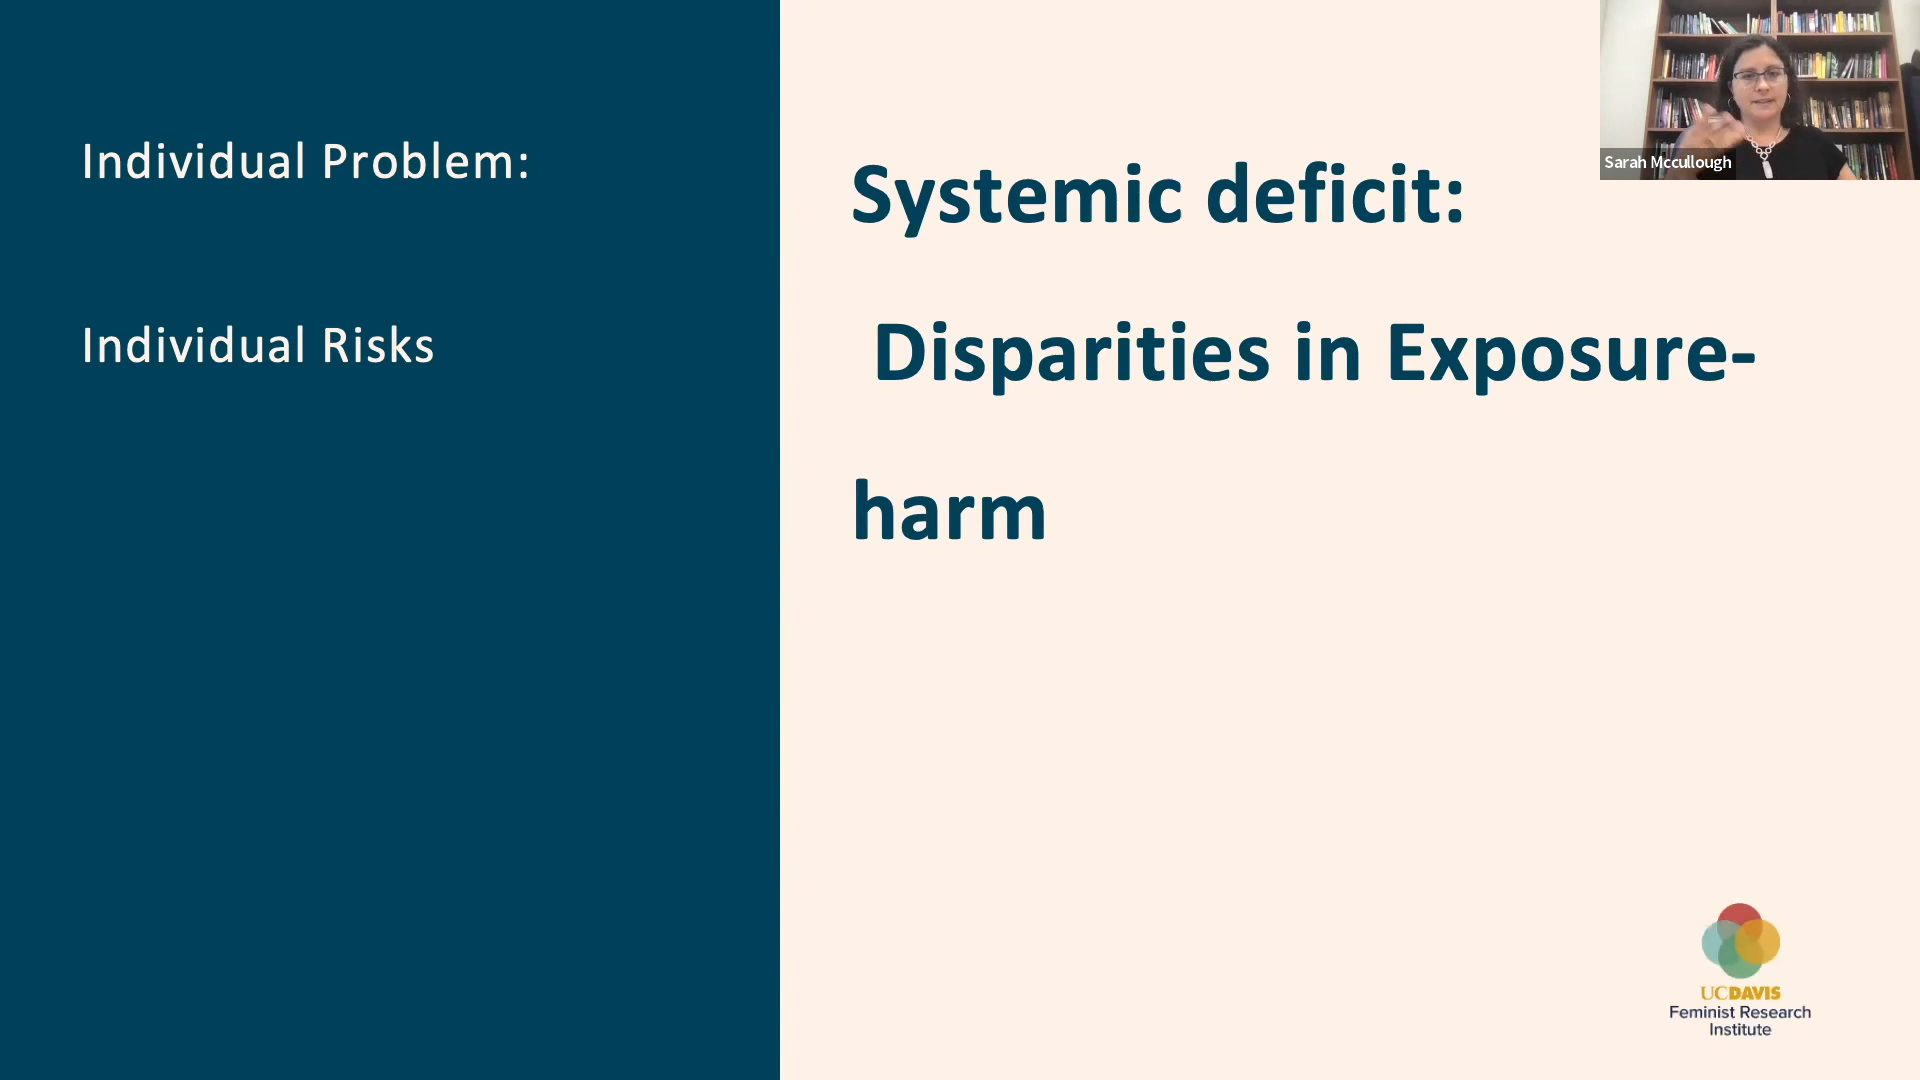 Individual Problem:
Individual Risks
Systemic deficit:
Disparities in Exposure-
harm
Sarah Mccullough
UCDAVIS
Feminist Research
Institute